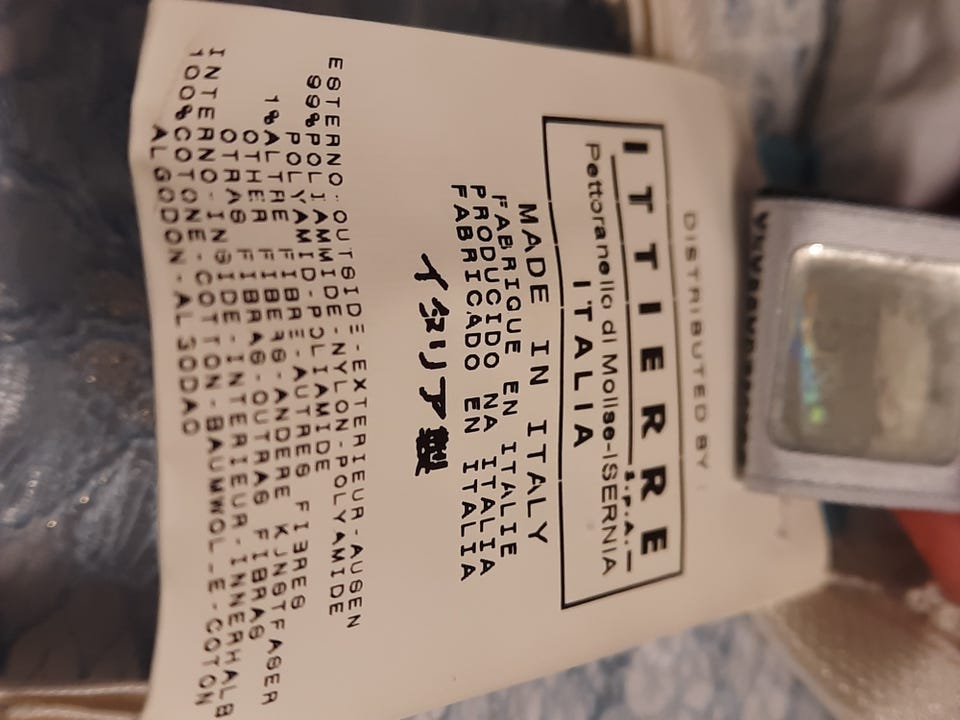 DISTRIBUTED BY
ITTIERRE
S.P.A.
Pettoranello di Molise-ISERNIA
ITALIA
MADE IN ITALY
FABRIQUE EN ITALIE
PRODUCIDO NA ITALIA
FABRICADO EN ITALIA
イタリア製
ESTERNO-OUTSIDE-EXTERIEUR-AUSEN
99%POLIAMMIDE-NYLON-POLYAMIDE
POLYAMID-POLIAMIDE
1%ALTRE FIBRE-AUTRES FIBRES
OTHER FIBERS-ANDERE KUNSTFASER
OTRAS FIBRAS-OUTRAS FIBRAS
INTERNO-INSIDE-INTERIEUR-INNERHALB
100%COTONE-COTTON-BAUMWOL-E-COTON
ALGODON-ALGODAO